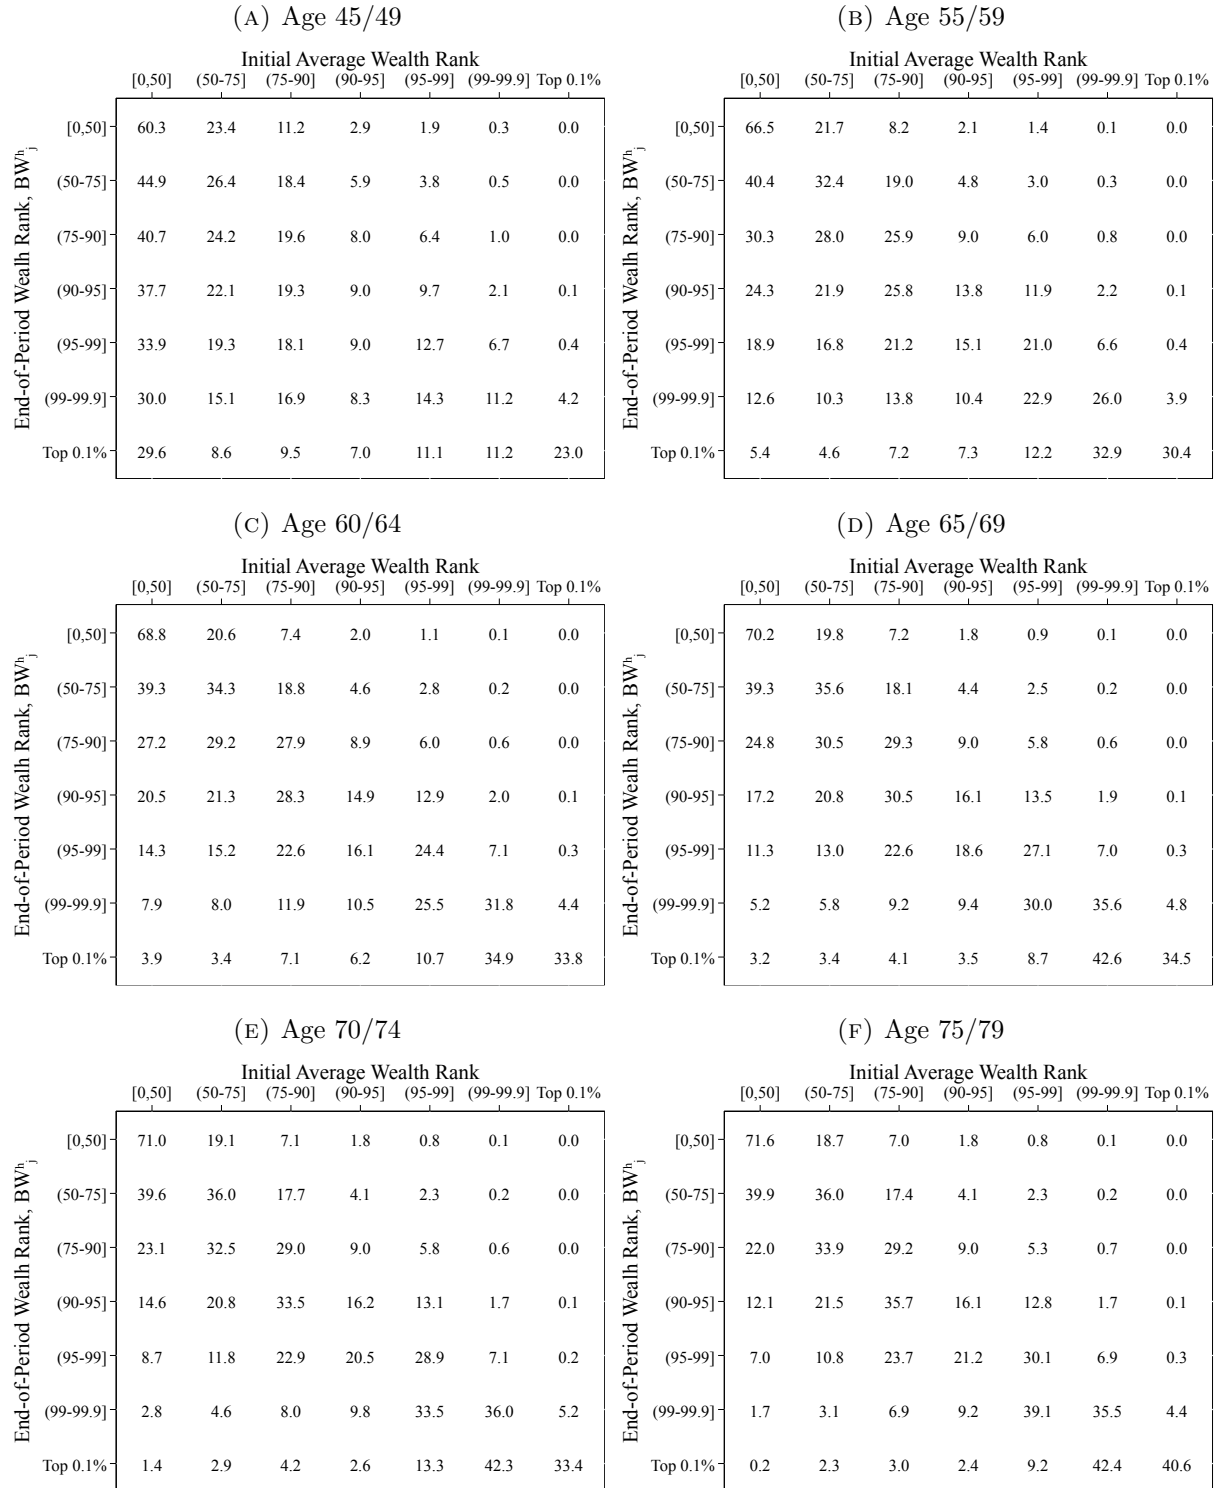 (A) Age 45/49
Initial Average Wealth Rank
[0,50] (50-75] (75-90] (90-95] (95-99] (99-99.9] Top 0.1%
End-of-Period Wealh Rank, BWʰⱼ
[0,50] 60.3 23.4 11.2 2.9 1.9 0.3 0.0
(50-75] 44.9 26.4 18.4 5.9 3.8 0.5 0.0
(75-90] 40.7 24.2 19.6 8.0 6.4 1.0 0.0
(90-95] 37.7 22.1 19.3 9.0 9.7 2.1 0.1
(95-99] 33.9 19.3 18.1 9.0 12.7 6.7 0.4
(99-99.9] 30.0 15.1 16.9 8.3 14.3 11.2 4.2
Top 0.1% 29.6 8.6 9.5 7.0 11.1 11.2 23.0
(B) Age 55/59
Initial Average Wealth Rank
[0,50] (50-75] (75-90] (90-95] (95-99] (99-99.9] Top 0.1%
End-of-Period Wealh Rank, BWʰⱼ
[0,50] 66.5 21.7 8.2 2.1 1.4 0.1 0.0
(50-75] 40.4 32.4 19.0 4.8 3.0 0.3 0.0
(75-90] 30.3 28.0 25.9 9.0 6.0 0.8 0.0
(90-95] 24.3 21.9 25.8 13.8 11.9 2.2 0.1
(95-99] 18.9 16.8 21.2 15.1 21.0 6.6 0.4
(99-99.9] 12.6 10.3 13.8 10.4 22.9 26.0 3.9
Top 0.1% 5.4 4.6 7.2 7.3 12.2 32.9 30.4
(C) Age 60/64
Initial Average Wealth Rank
[0,50] (50-75] (75-90] (90-95] (95-99] (99-99.9] Top 0.1%
End-of-Period Wealh Rank, BWʰⱼ
[0,50] 68.8 20.6 7.4 2.0 1.1 0.1 0.0
(50-75] 39.3 34.3 18.8 4.6 2.8 0.2 0.0
(75-90] 27.2 29.2 27.9 8.9 6.0 0.6 0.0
(90-95] 20.5 21.3 28.3 14.9 12.9 2.0 0.1
(95-99] 14.3 15.2 22.6 16.1 24.4 7.1 0.3
(99-99.9] 7.9 8.0 11.9 10.5 25.5 31.8 4.4
Top 0.1% 3.9 3.4 7.1 6.2 10.7 34.9 33.8
(D) Age 65/69
Initial Average Wealth Rank
[0,50] (50-75] (75-90] (90-95] (95-99] (99-99.9] Top 0.1%
End-of-Period Wealh Rank, BWʰⱼ
[0,50] 70.2 19.8 7.2 1.8 0.9 0.1 0.0
(50-75] 39.3 35.6 18.1 4.4 2.5 0.2 0.0
(75-90] 24.8 30.5 29.3 9.0 5.8 0.6 0.0
(90-95] 17.2 20.8 30.5 16.1 13.5 1.9 0.1
(95-99] 11.3 13.0 22.6 18.6 27.1 7.0 0.3
(99-99.9] 5.2 5.8 9.2 9.4 30.0 35.6 4.8
Top 0.1% 3.2 3.4 4.1 3.5 8.7 42.6 34.5
(E) Age 70/74
Initial Average Wealth Rank
[0,50] (50-75] (75-90] (90-95] (95-99] (99-99.9] Top 0.1%
End-of-Period Wealh Rank, BWʰⱼ
[0,50] 71.0 19.1 7.1 1.8 0.8 0.1 0.0
(50-75] 39.6 36.0 17.7 4.1 2.3 0.2 0.0
(75-90] 23.1 32.5 29.0 9.0 5.8 0.6 0.0
(90-95] 14.6 20.8 33.5 16.2 13.1 1.7 0.1
(95-99] 8.7 11.8 22.9 20.5 28.9 7.1 0.2
(99-99.9] 2.8 4.6 8.0 9.8 33.5 36.0 5.2
Top 0.1% 1.4 2.9 4.2 2.6 13.3 42.3 33.4
(F) Age 75/79
Initial Average Wealth Rank
[0,50] (50-75] (75-90] (90-95] (95-99] (99-99.9] Top 0.1%
End-of-Period Wealh Rank, BWʰⱼ
[0,50] 71.6 18.7 7.0 1.8 0.8 0.1 0.0
(50-75] 39.9 36.0 17.4 4.1 2.3 0.2 0.0
(75-90] 22.0 33.9 29.2 9.0 5.3 0.7 0.0
(90-95] 12.1 21.5 35.7 16.1 12.8 1.7 0.1
(95-99] 7.0 10.8 23.7 21.2 30.1 6.9 0.3
(99-99.9] 1.7 3.1 6.9 9.2 39.1 35.5 4.4
Top 0.1% 0.2 2.3 3.0 2.4 9.2 42.4 40.6